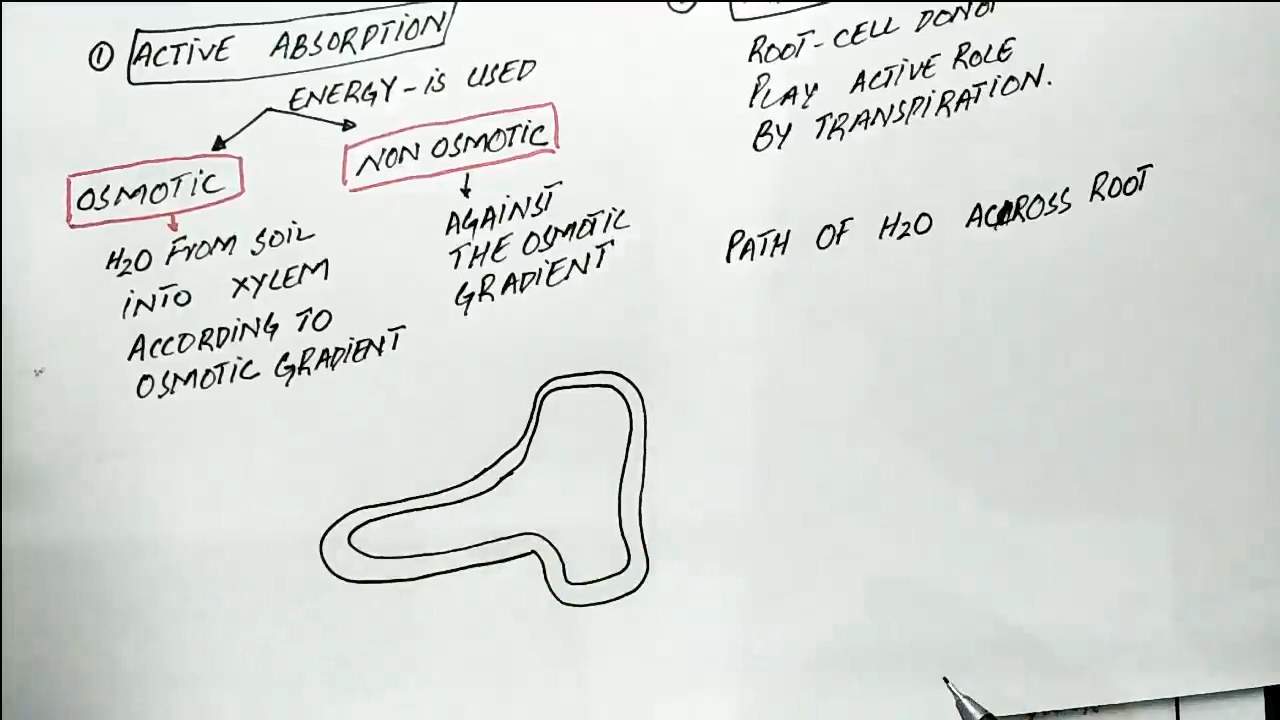 ① ACTIVE ABSORPTION
ENERGY-IS USED
OSMOTIC
H2O FROM SOIL
INTO XYLEM
ACCORDING TO
OSMOTIC GRADIENT
NON OSMOTIC
AGAINST
THE OSMOTIC
GRADIENT
ROOT-CELL DONOT
PLAY ACTIVE ROLE
BY TRANSPIRATION.
PATH OF H2O ACROSS ROOT